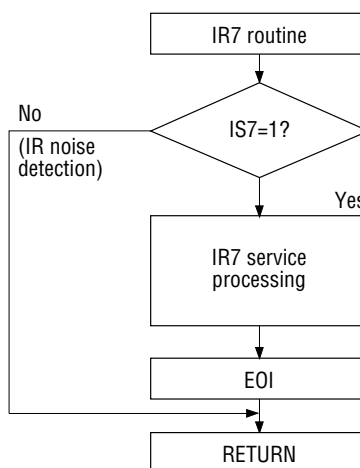 IR7 routine
No
IS7=1?
(IR noise
detection)
Yes
IR7 service
processing
EOI
RETURN